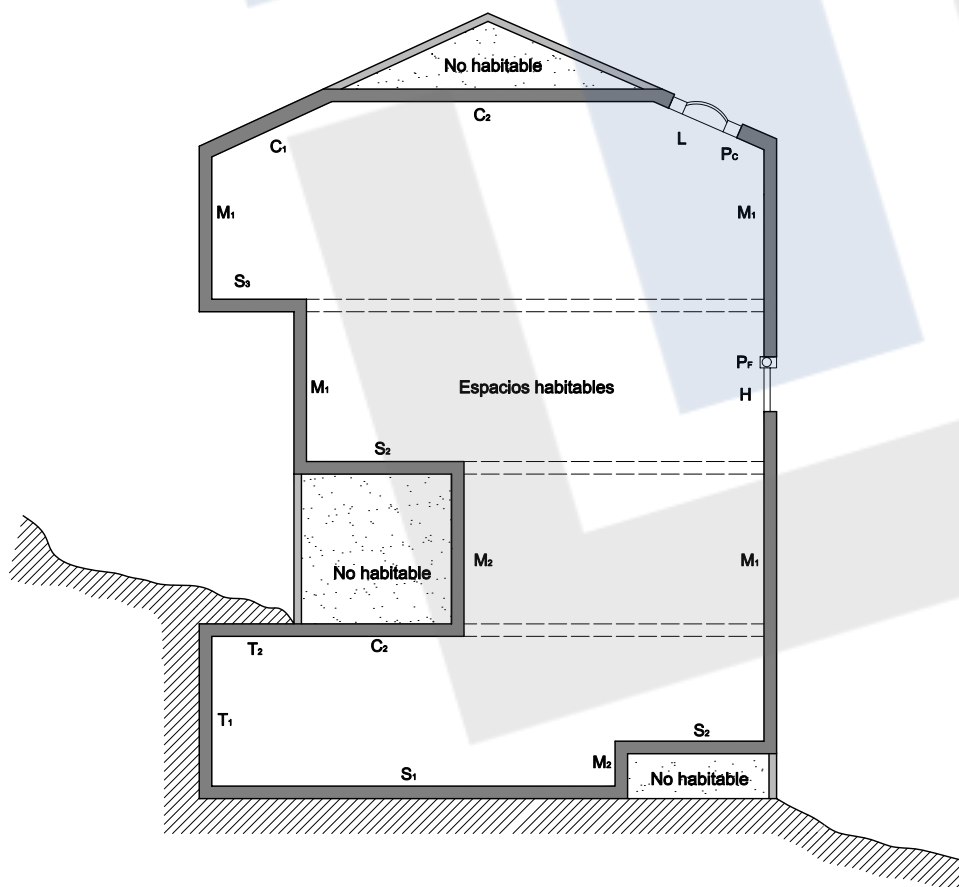 No habitable
C₂
C₁
L
P_C
M₁
M₁
S₃
P_F
M₁
Espacios habitables
H
S₂
M₂
M₁
No habitable
T₂
C₂
T₁
S₂
M₂
S₁
No habitable